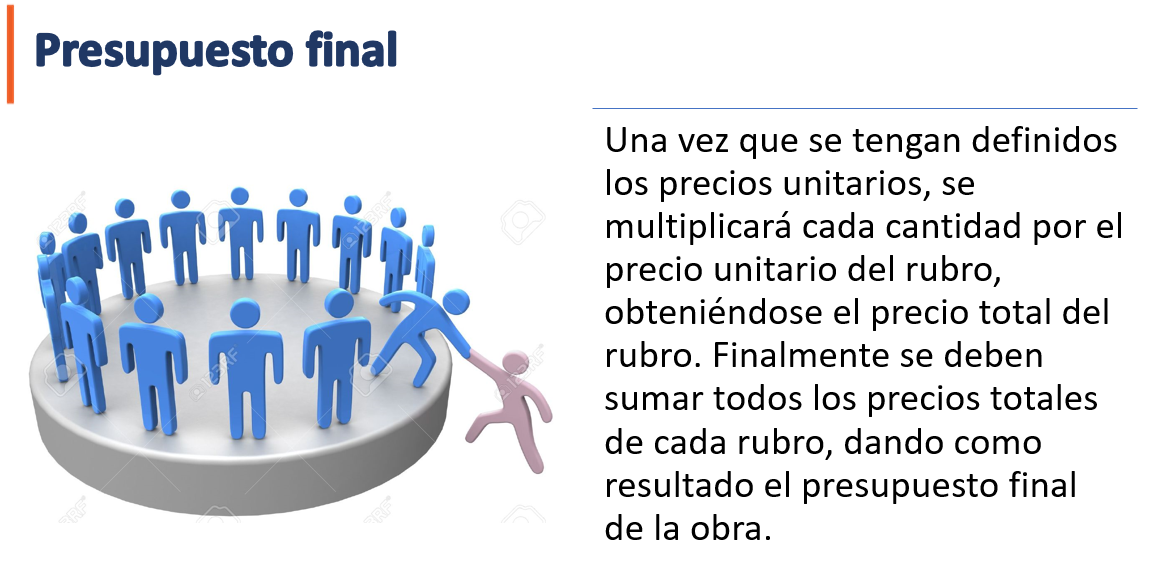 Presupuesto final
Una vez que se tengan definidos
los precios unitarios, se
multiplicará cada cantidad por el
precio unitario del rubro,
obteniéndose el precio total del
rubro. Finalmente se deben
sumar todos los precios totales
de cada rubro, dando como
resultado el presupuesto final
de la obra.